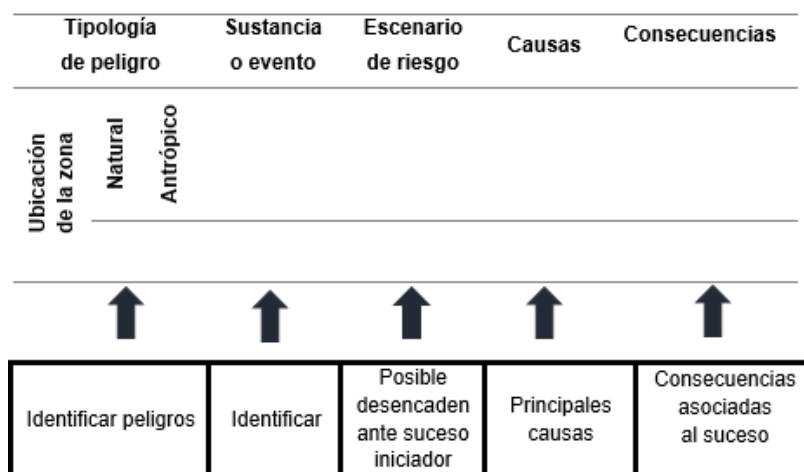 Tipología
de peligro
Sustancia
o evento
Escenario
de riesgo
Causas
Consecuencias
Ubicación
de la zona
Natural
Antrópico
Identificar peligros
Identificar
Posible
desencaden
ante suceso
iniciador
Principales
causas
Consecuencias
asociadas
al suceso